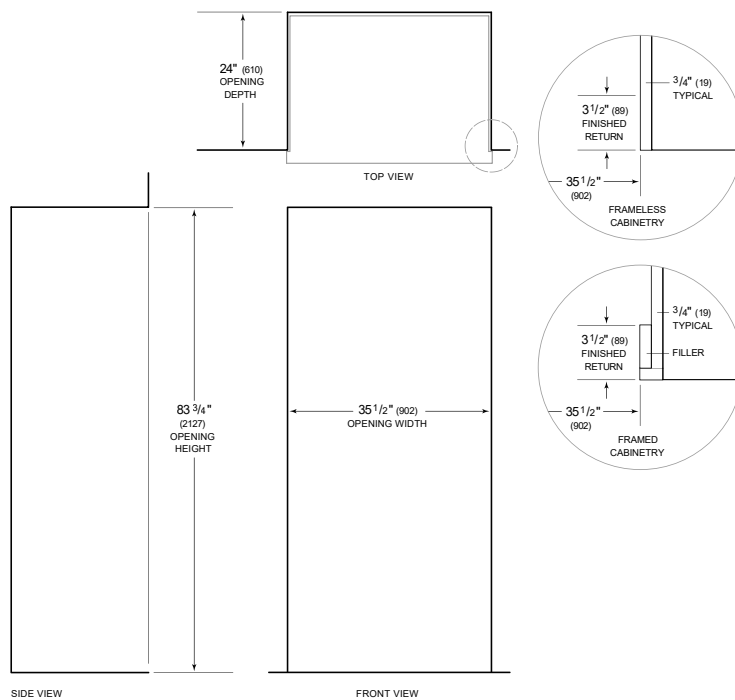 24" (610)
OPENING
DEPTH
TOP VIEW
3/4" (19)
TYPICAL
3 1/2" (89)
FINISHED
RETURN
35 1/2"
(902)
FRAMELESS
CABINETRY
3/4" (19)
TYPICAL
3 1/2" (89)
FINISHED
RETURN
FILLER
35 1/2"
(902)
FRAMED
CABINETRY
83 3/4"
(2127)
OPENING
HEIGHT
35 1/2" (902)
OPENING WIDTH
SIDE VIEW
FRONT VIEW